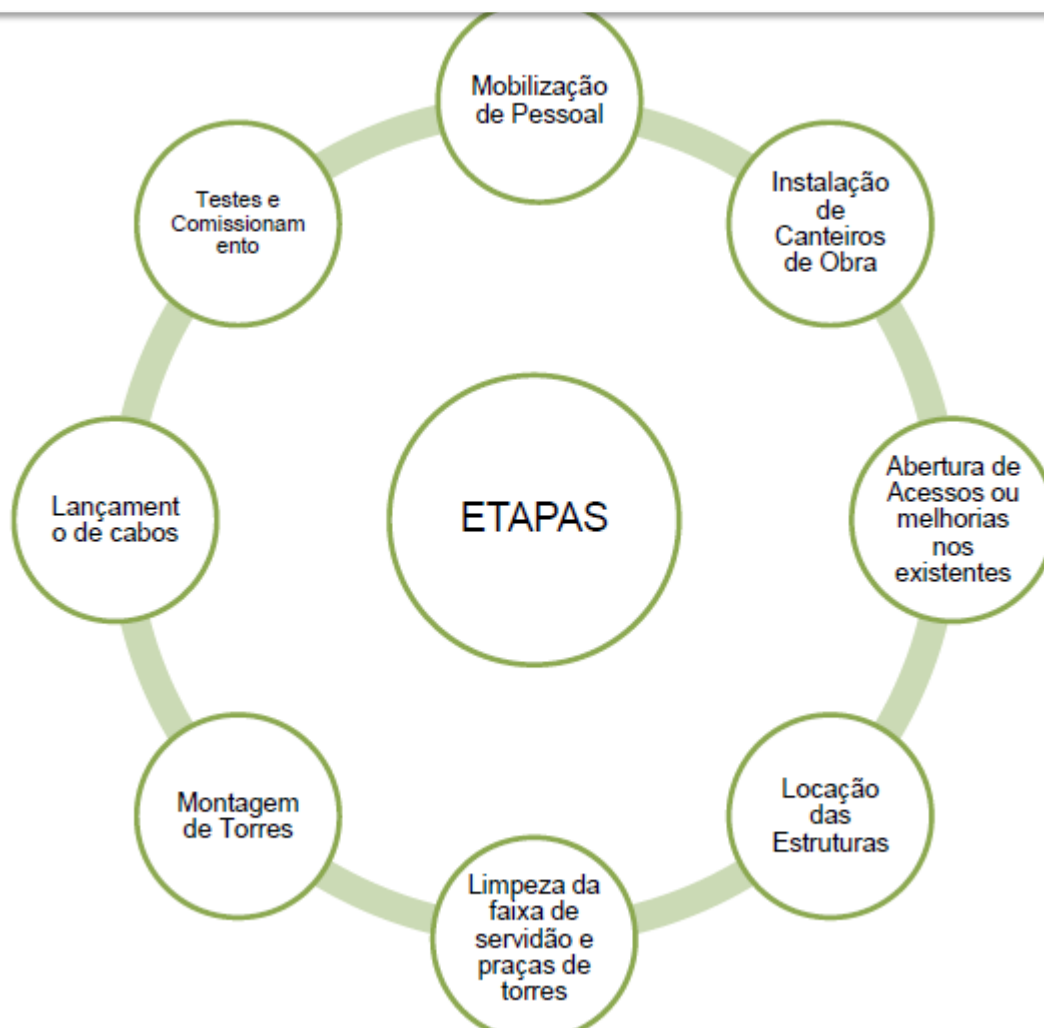 Mobilização
de Pessoal
Instalação
de
Canteiros
de Obra
Abertura de
Acessos ou
melhorias
nos
existentes
Locação
das
Estruturas
Limpeza da
faixa de
servidão e
praças de
torres
Montagem
de Torres
Lançament
o de cabos
Testes e
Comissionam
ento
ETAPAS